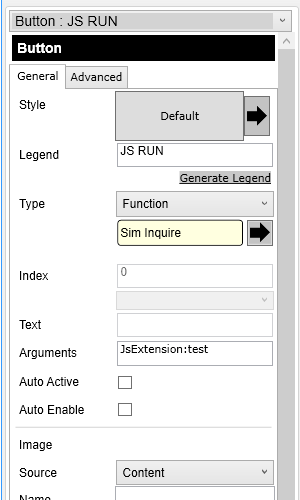 Button : JS RUN
Button
General Advanced
Style Default
Legend JS RUN
Generate Legend
Type Function
Sim Inquire
Index 0
Text
Arguments JsExtension:test
Auto Active
Auto Enable
Image
Source Content
Name